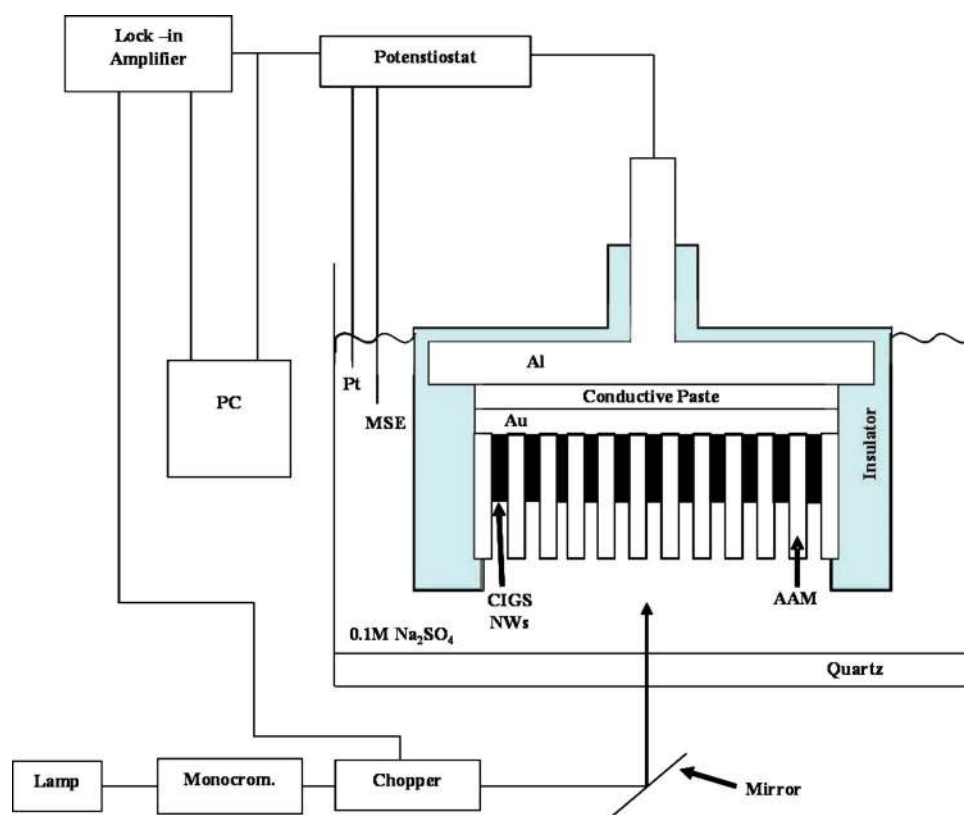 Lock –in
Amplifier
Potenstiostat
PC
Pt
MSE
Al
Conductive Paste
Au
Insulator
CIGS
NWs
AAM
0.1M Na₂SO₄
Quartz
Lamp
Monocrom.
Chopper
Mirror